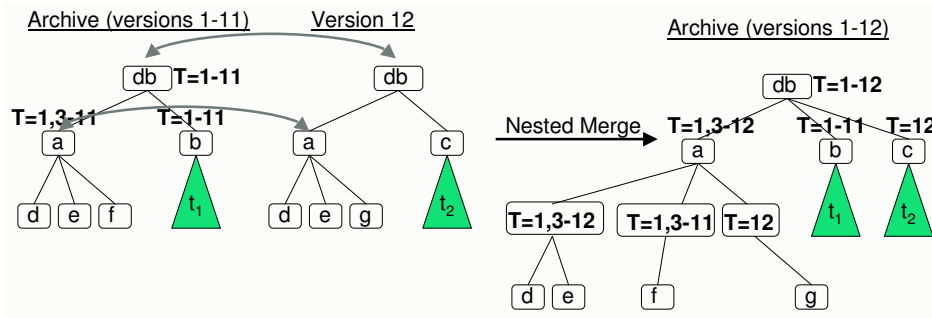 Archive (versions 1-11)
Version 12
Archive (versions 1-12)
db T=1-11
db
db T=1-12
T=1,3-11
T=1-11
Nested Merge
T=1,3-12
T=1-11
T=12
a
b
a
c
a
b
c
d
e
f
t1
d
e
g
t2
T=1,3-12
T=1,3-11
T=12
t1
t2
d
e
f
g